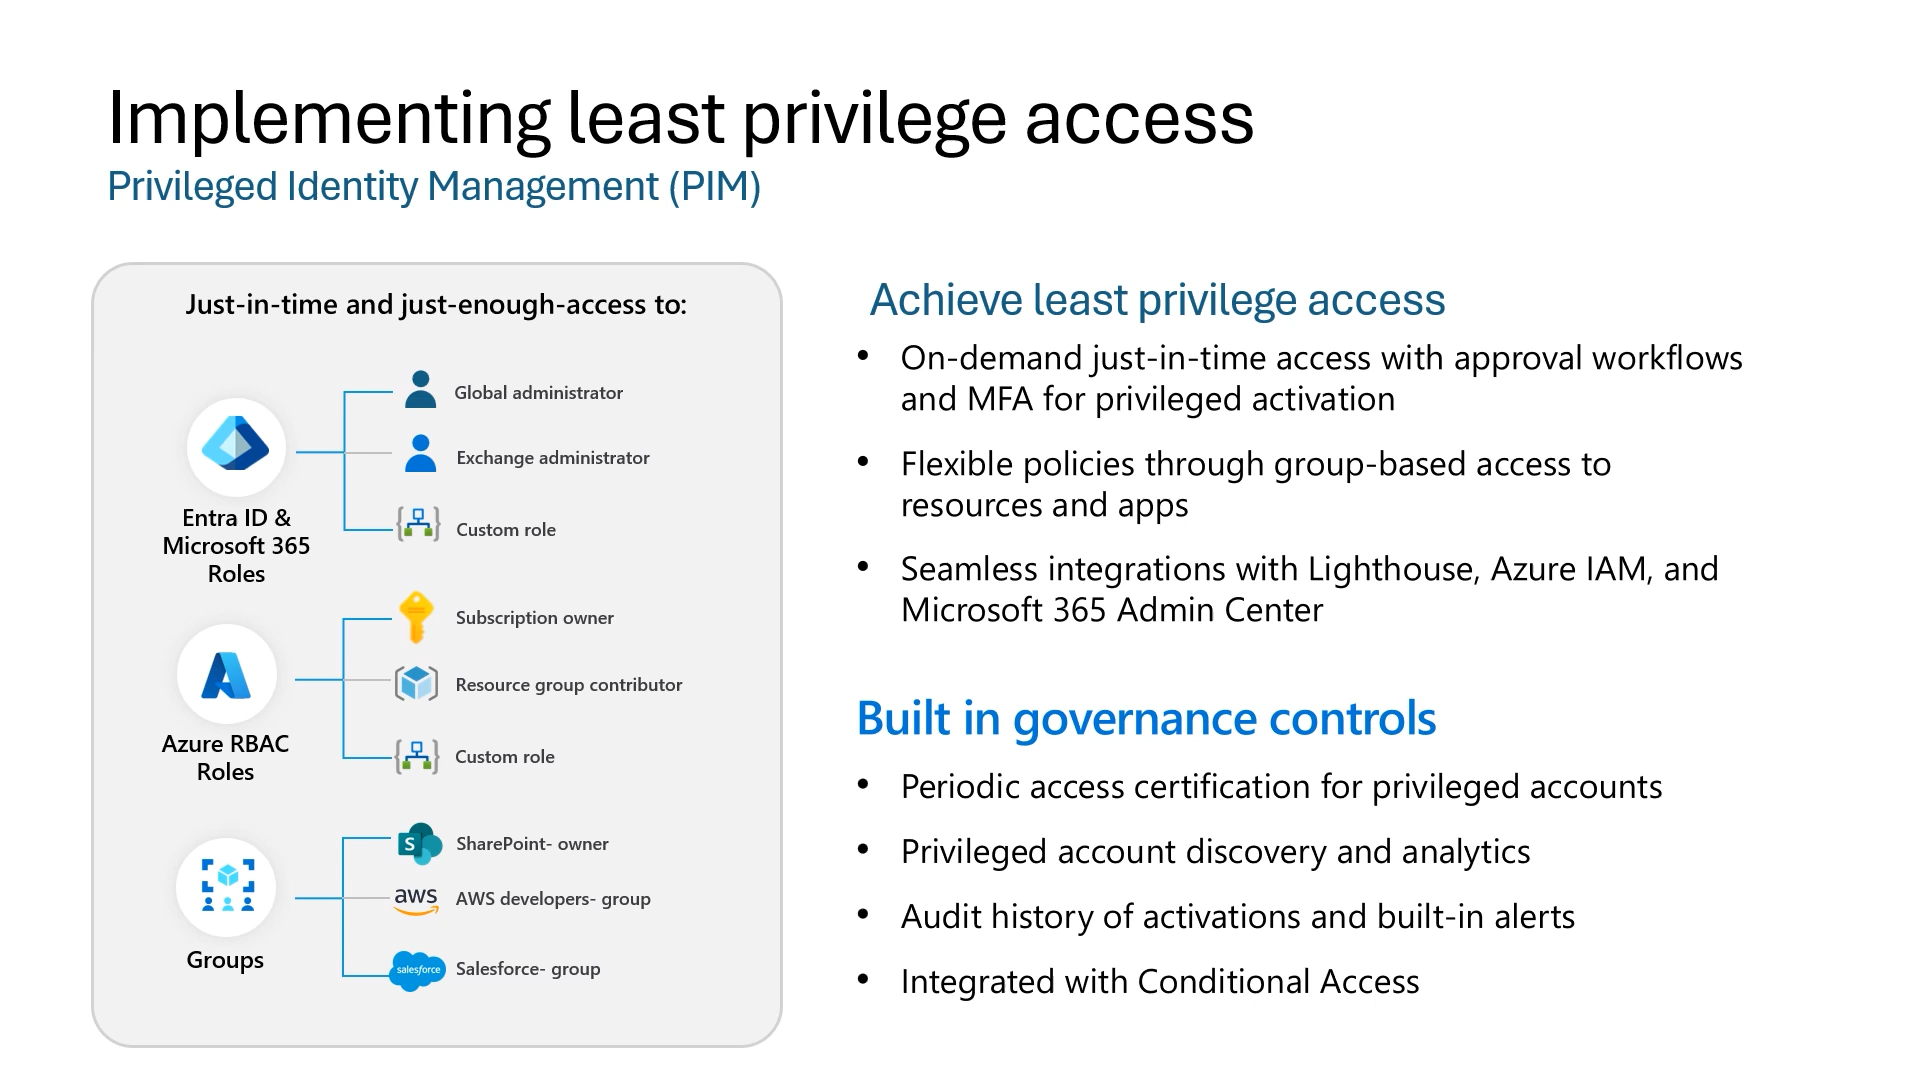 Implementing least privilege access
Privileged Identity Management (PIM)
Just-in-time and just-enough-access to:
Entra ID &
Microsoft 365
Roles
Global administrator
Exchange administrator
Custom role
Azure RBAC
Roles
Subscription owner
Resource group contributor
Custom role
Groups
S
SharePoint- owner
aws
AWS developers- group
salesforce
Salesforce- group
Achieve least privilege access
• On-demand just-in-time access with approval workflows
and MFA for privileged activation
• Flexible policies through group-based access to
resources and apps
• Seamless integrations with Lighthouse, Azure IAM, and
Microsoft 365 Admin Center
Built in governance controls
• Periodic access certification for privileged accounts
• Privileged account discovery and analytics
• Audit history of activations and built-in alerts
• Integrated with Conditional Access